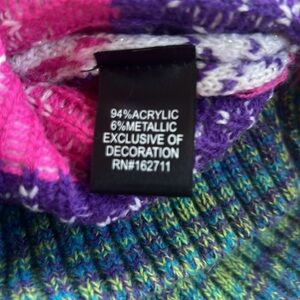 94%ACRYLIC
6%METALLIC
EXCLUSIVE OF
DECORATION
RN#162711